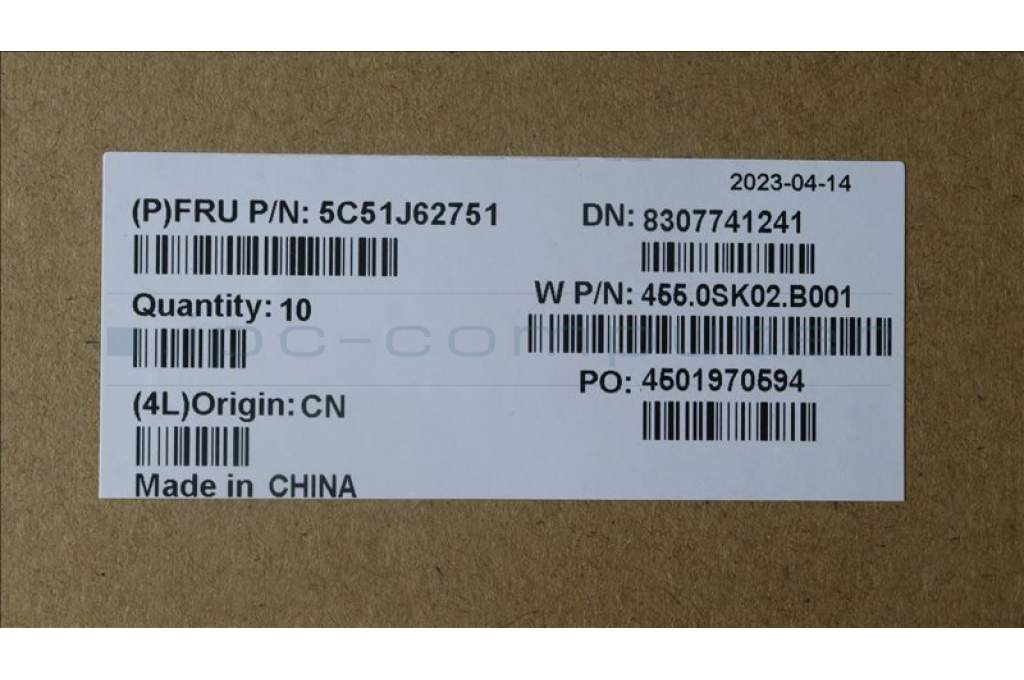 2023-04-14
(P)FRU P/N: 5C51J62751
DN: 8307741241
Quantity: 10
W P/N: 455.0SK02.B001
(4L)Origin: CN
PO: 4501970594
Made in CHINA